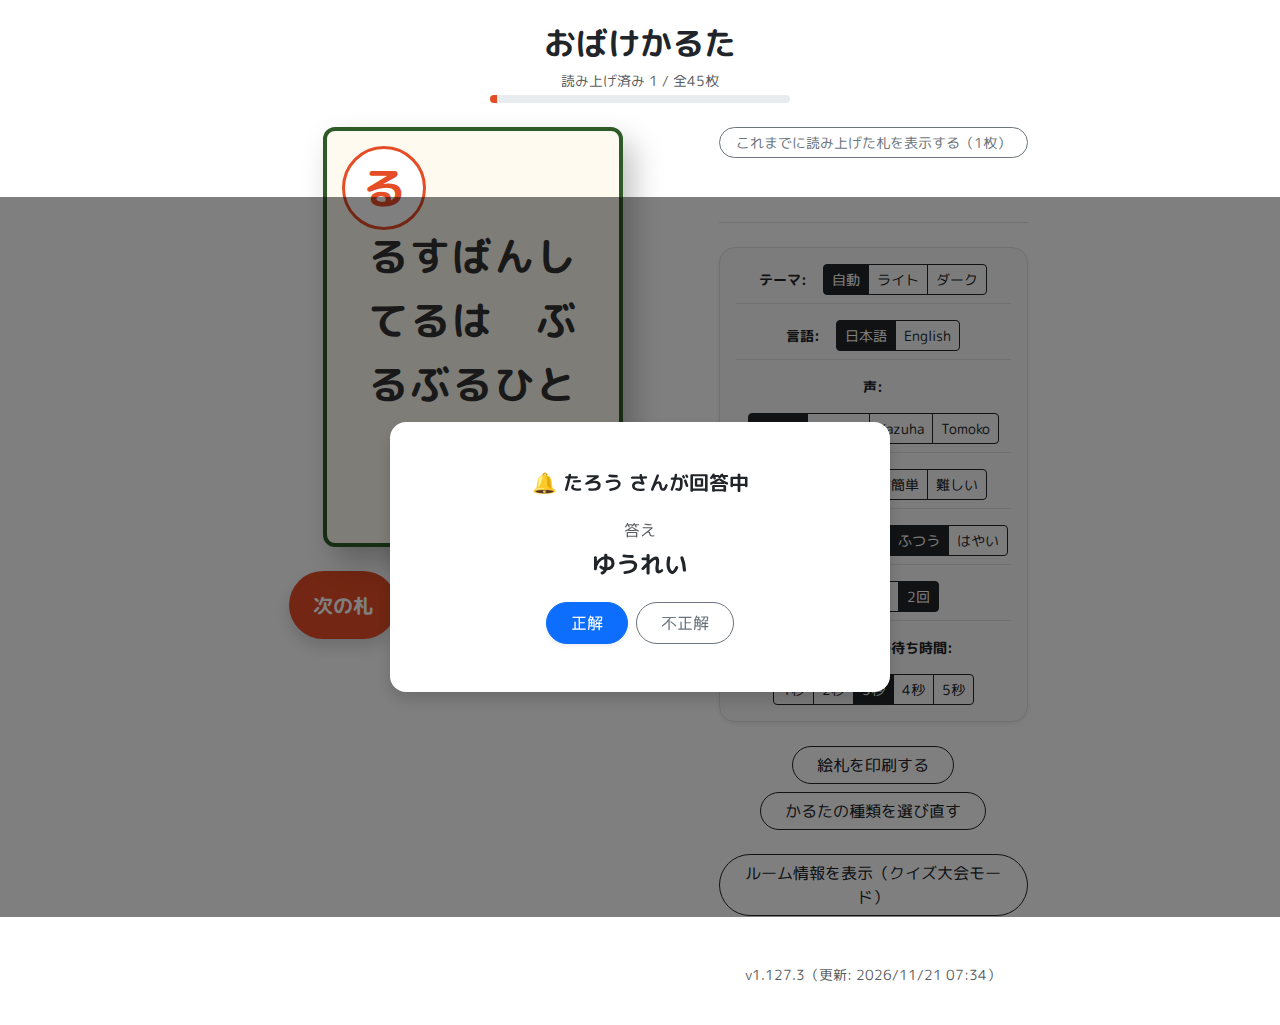 おばけかるた
読み上げ済み 1 / 全45枚
これまでに読み上げた札を表示する（1枚）
る
るすばんし
てるは　ぶ
るぶるひと
次の札
🔔 たろう さんが回答中
答え
ゆうれい
正解 不正解
テーマ: 自動 ライト ダーク
言語: 日本語 English
声:
Tomoko
簡単 難しい
ふつう はやい
2回
待ち時間:
4秒 5秒
絵札を印刷する
かるたの種類を選び直す
ルーム情報を表示（クイズ大会モー
ド）
v1.127.3（更新: 2026/11/21 07:34）